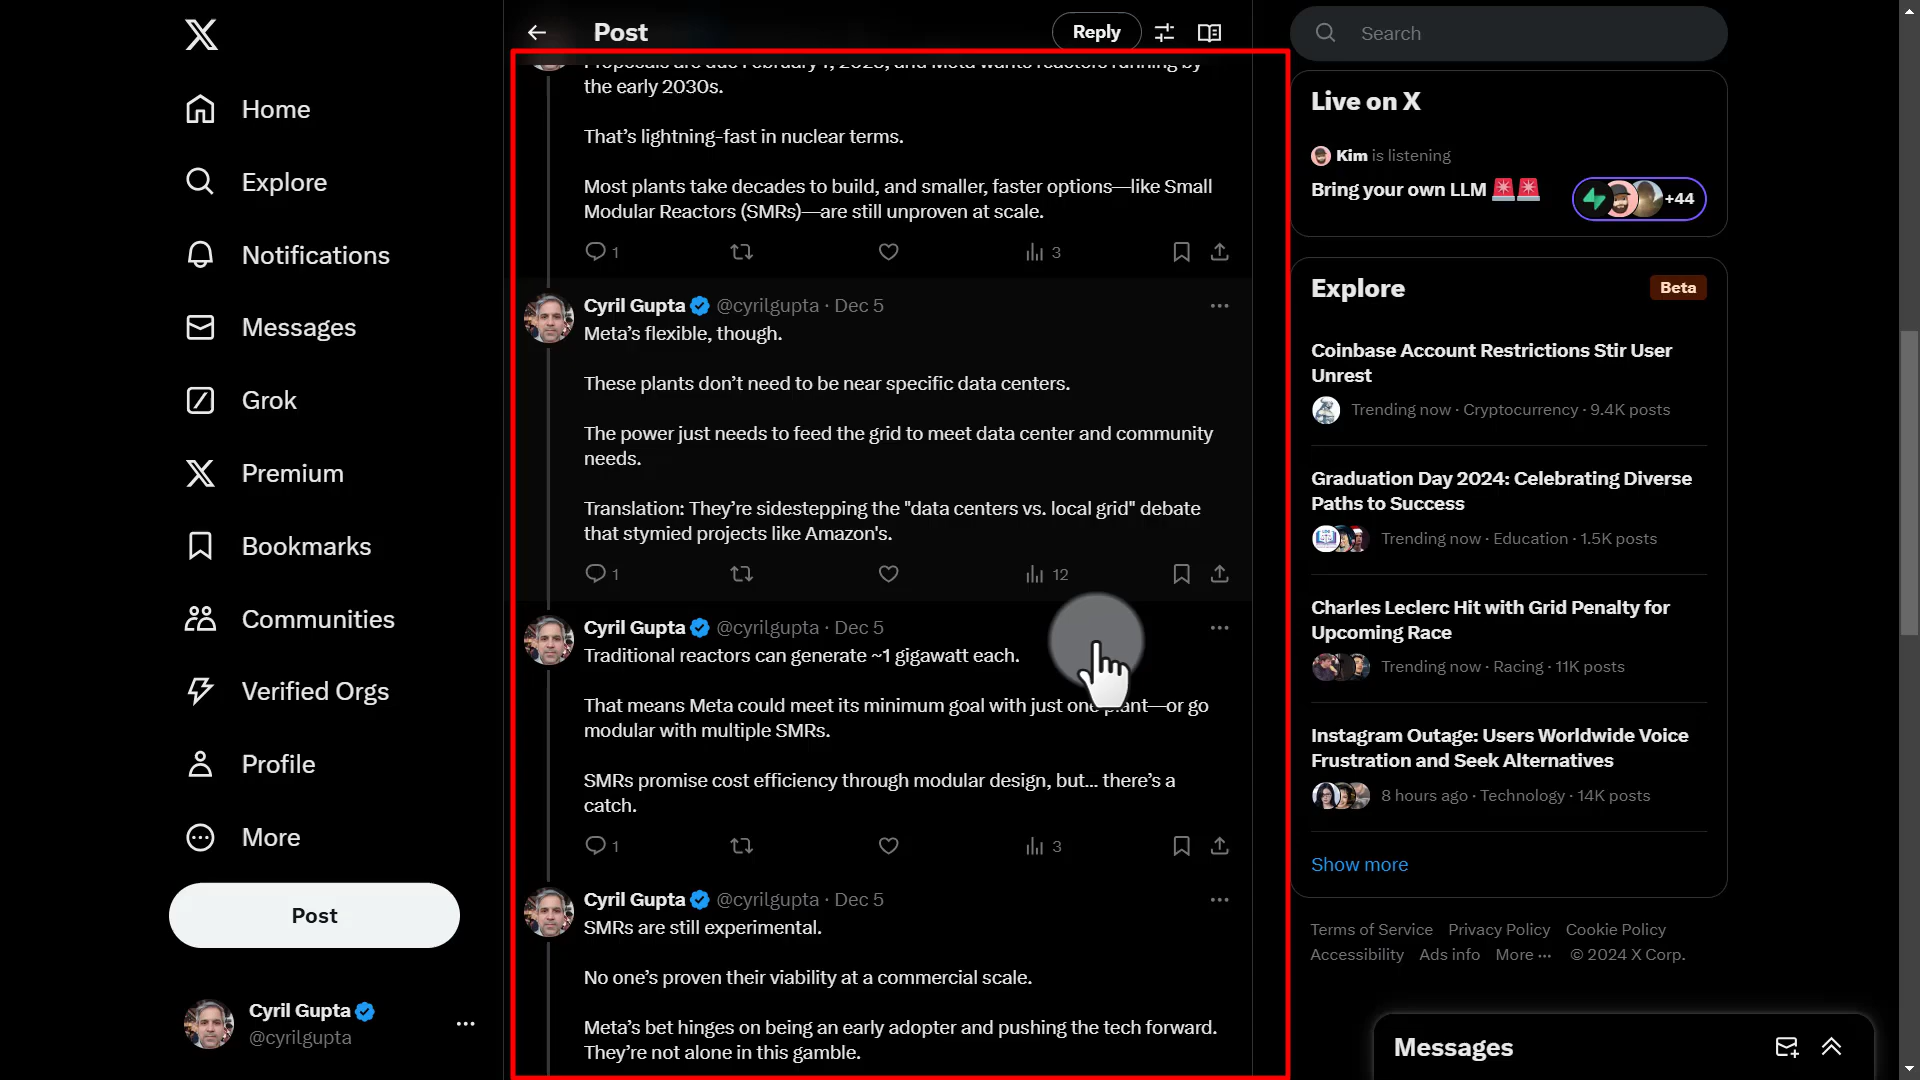 Home
Explore
Notifications
Messages
Grok
Premium
Bookmarks
Communities
Verified Orgs
Profile
More
Post
Cyril Gupta
@cyrilgupta
Post
Reply
the early 2030s.
That’s lightning-fast in nuclear terms.
Most plants take decades to build, and smaller, faster options—like Small
Modular Reactors (SMRs)—are still unproven at scale.
1
3
Cyril Gupta @cyrilgupta · Dec 5
Meta’s flexible, though.
These plants don’t need to be near specific data centers.
The power just needs to feed the grid to meet data center and community
needs.
Translation: They’re sidestepping the "data centers vs. local grid" debate
that stymied projects like Amazon's.
1
12
Cyril Gupta @cyrilgupta · Dec 5
Traditional reactors can generate ~1 gigawatt each.
That means Meta could meet its minimum goal with just one plant—or go
modular with multiple SMRs.
SMRs promise cost efficiency through modular design, but... there’s a
catch.
1
3
Cyril Gupta @cyrilgupta · Dec 5
SMRs are still experimental.
No one’s proven their viability at a commercial scale.
Meta’s bet hinges on being an early adopter and pushing the tech forward.
They’re not alone in this gamble.
Search
Live on X
Kim is listening
Bring your own LLM
+44
Explore
Beta
Coinbase Account Restrictions Stir User
Unrest
Trending now · Cryptocurrency · 9.4K posts
Graduation Day 2024: Celebrating Diverse
Paths to Success
Trending now · Education · 1.5K posts
Charles Leclerc Hit with Grid Penalty for
Upcoming Race
Trending now · Racing · 11K posts
Instagram Outage: Users Worldwide Voice
Frustration and Seek Alternatives
8 hours ago · Technology · 14K posts
Show more
Terms of Service Privacy Policy Cookie Policy
Accessibility Ads info More ··· © 2024 X Corp.
Messages